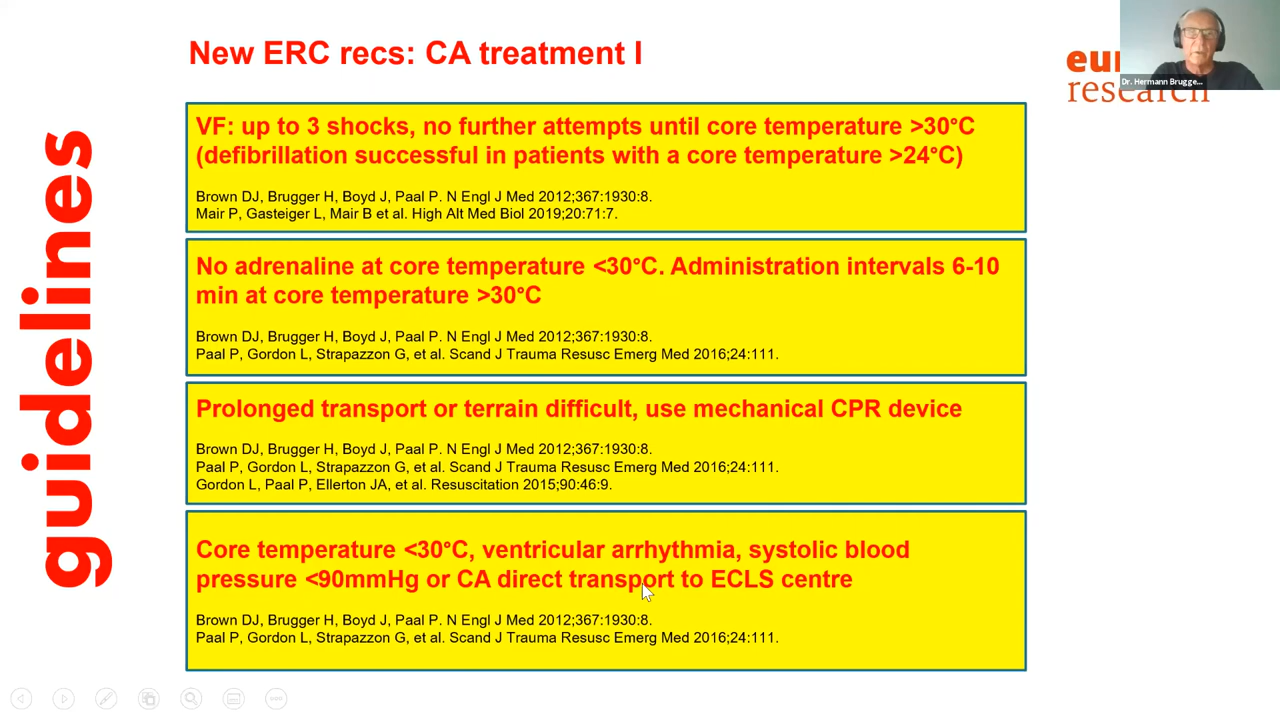 New ERC recs: CA treatment I
eur
research
Dr. Hermann Brugge...
guidelines
VF: up to 3 shocks, no further attempts until core temperature >30°C
(defibrillation successful in patients with a core temperature >24°C)
Brown DJ, Brugger H, Boyd J, Paal P. N Engl J Med 2012;367:1930:8.
Mair P, Gasteiger L, Mair B et al. High Alt Med Biol 2019;20:71:7.
No adrenaline at core temperature <30°C. Administration intervals 6-10
min at core temperature >30°C
Brown DJ, Brugger H, Boyd J, Paal P. N Engl J Med 2012;367:1930:8.
Paal P, Gordon L, Strapazzon G, et al. Scand J Trauma Resusc Emerg Med 2016;24:111.
Prolonged transport or terrain difficult, use mechanical CPR device
Brown DJ, Brugger H, Boyd J, Paal P. N Engl J Med 2012;367:1930:8.
Paal P, Gordon L, Strapazzon G, et al. Scand J Trauma Resusc Emerg Med 2016;24:111.
Gordon L, Paal P, Ellerton JA, et al. Resuscitation 2015;90:46:9.
Core temperature <30°C, ventricular arrhythmia, systolic blood
pressure <90mmHg or CA direct transport to ECLS centre
Brown DJ, Brugger H, Boyd J, Paal P. N Engl J Med 2012;367:1930:8.
Paal P, Gordon L, Strapazzon G, et al. Scand J Trauma Resusc Emerg Med 2016;24:111.